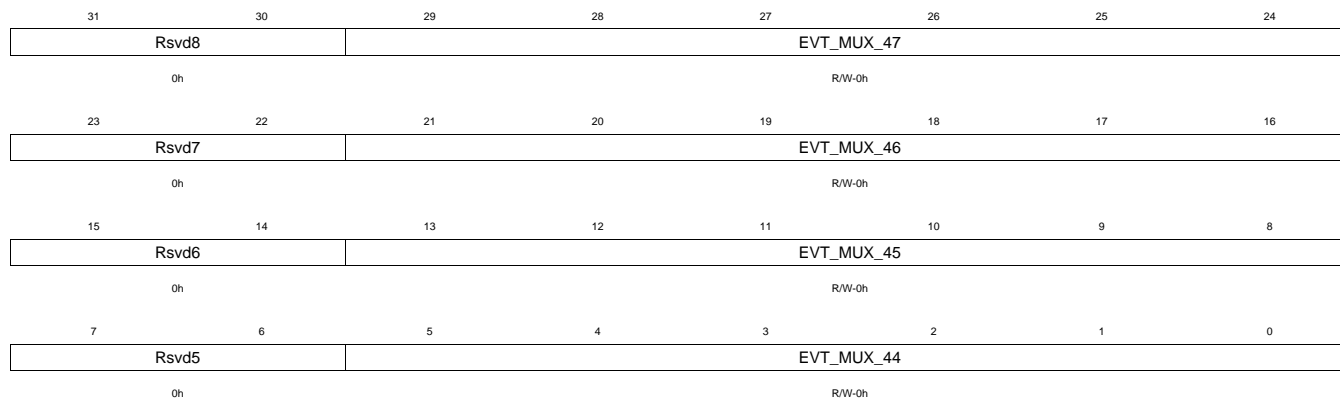 31 30 29 28 27 26 25 24
Rsvd8 EVT_MUX_47
0h R/W-0h
23 22 21 20 19 18 17 16
Rsvd7 EVT_MUX_46
0h R/W-0h
15 14 13 12 11 10 9 8
Rsvd6 EVT_MUX_45
0h R/W-0h
7 6 5 4 3 2 1 0
Rsvd5 EVT_MUX_44
0h R/W-0h